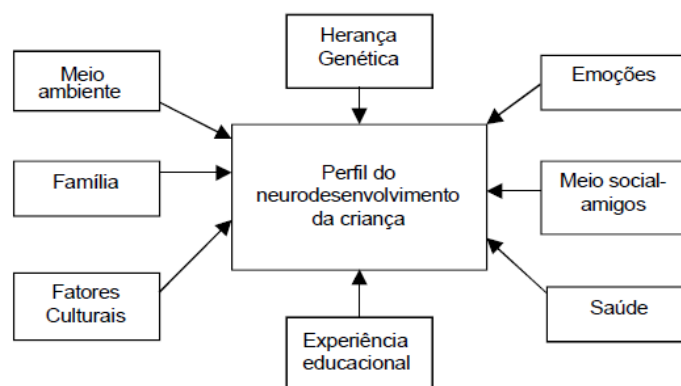 Herança
Genética
Meio
ambiente
Emoções
Família
Perfil do
neurodesenvolvimento
da criança
Meio social-
amigos
Fatores
Culturais
Saúde
Experiência
educacional